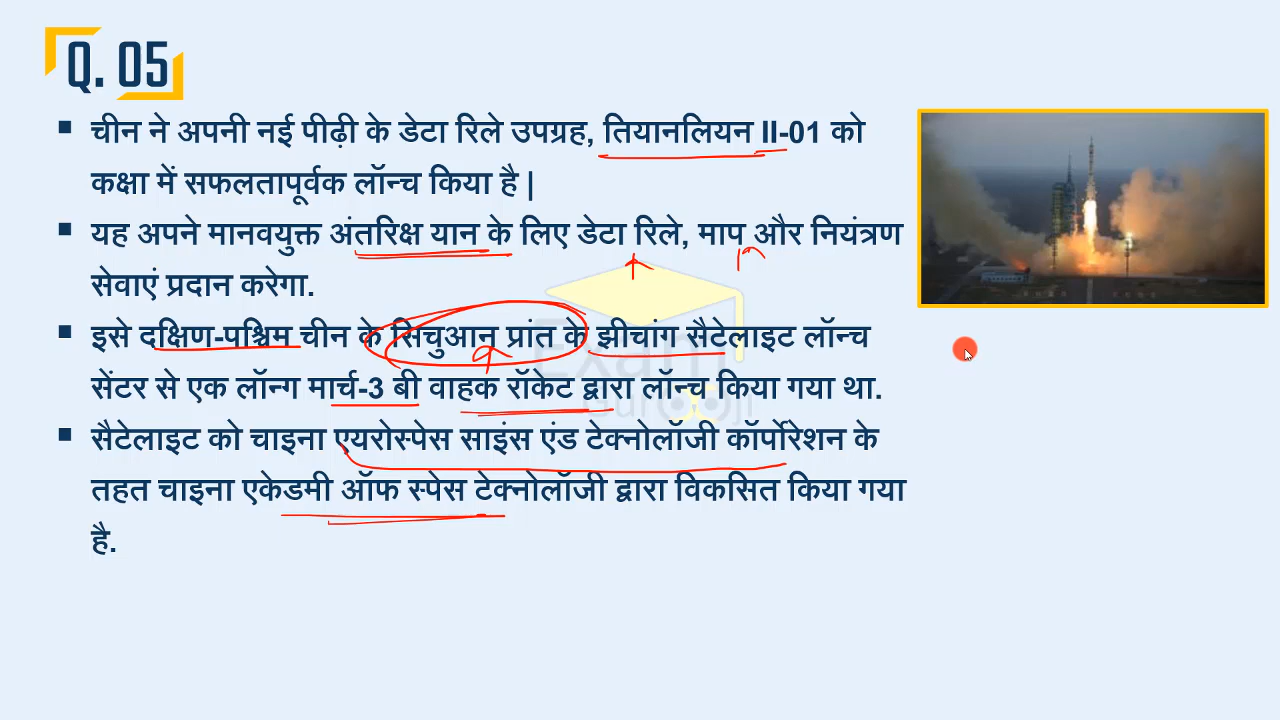 Q. 05
चीन ने अपनी नई पीढ़ी के डेटा रिले उपग्रह, तियानलियन II-01 को
कक्षा में सफलतापूर्वक लॉन्च किया है |
यह अपने मानवयुक्त अंतरिक्ष यान के लिए डेटा रिले, माप और नियंत्रण
सेवाएं प्रदान करेगा.
इसे दक्षिण-पश्चिम चीन के सिचुआन प्रांत के झीचांग सैटेलाइट लॉन्च
सेंटर से एक लॉन्ग मार्च-3 बी वाहक रॉकेट द्वारा लॉन्च किया गया था.
सैटेलाइट को चाइना एयरोस्पेस साइंस एंड टेक्नोलॉजी कॉर्पोरेशन के
तहत चाइना एकेडमी ऑफ स्पेस टेक्नोलॉजी द्वारा विकसित किया गया
है.
Exam
Gurooji